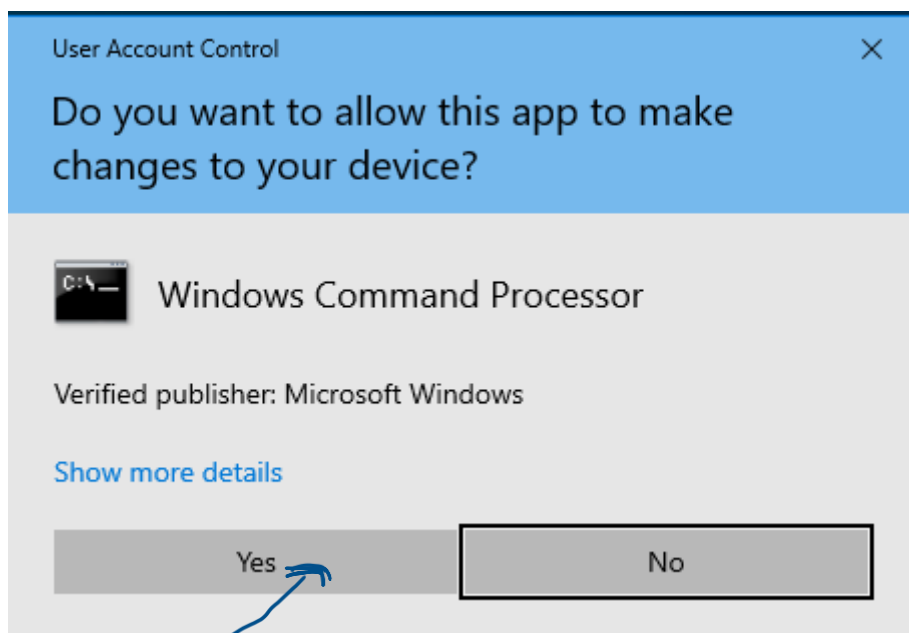 User Account Control
Do you want to allow this app to make
changes to your device?
C:\_
Windows Command Processor
Verified publisher: Microsoft Windows
Show more details
Yes
No